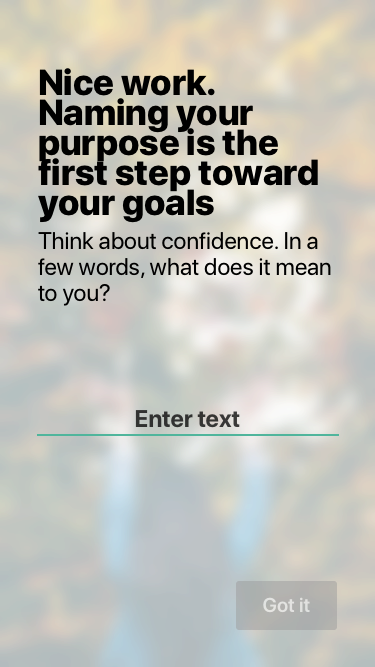 Nice work.
Naming your
purpose is the
first step toward
your goals
Think about confidence. In a
few words, what does it mean
to you?
Enter text
Got it